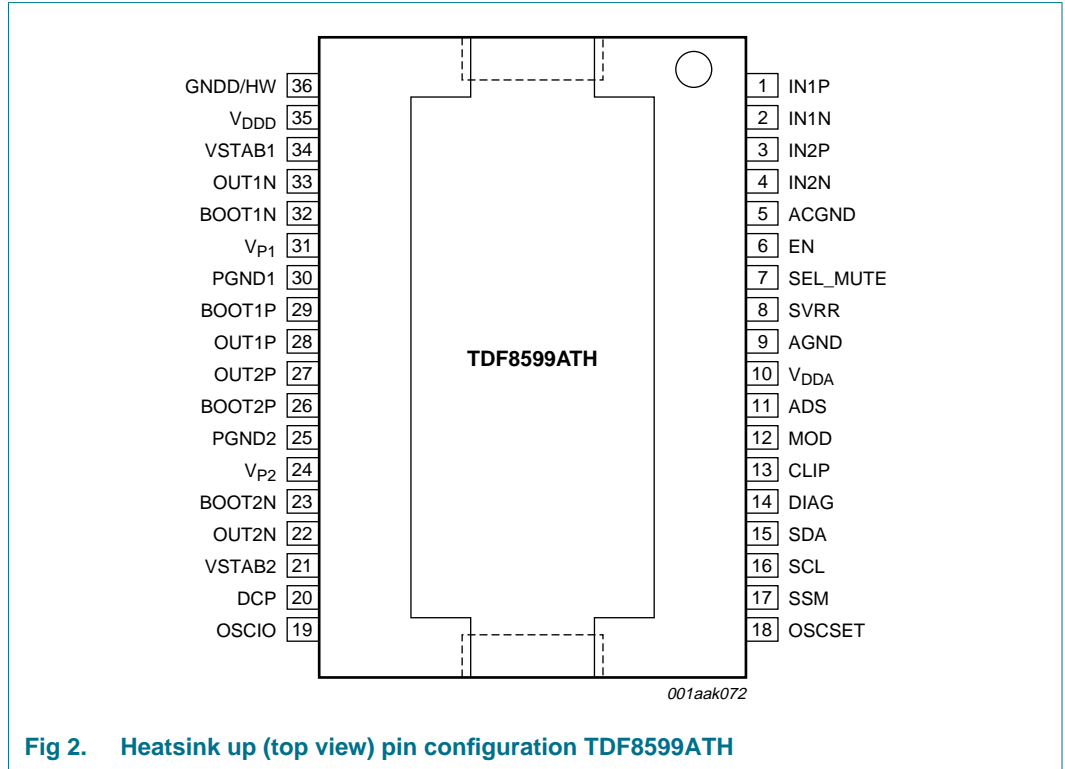 GNDD/HW 36
VDDD 35
VSTAB1 34
OUT1N 33
BOOT1N 32
VP1 31
PGND1 30
BOOT1P 29
OUT1P 28
OUT2P 27
BOOT2P 26
PGND2 25
VP2 24
BOOT2N 23
OUT2N 22
VSTAB2 21
DCP 20
OSCIO 19
TDF8599ATH
1 IN1P
2 IN1N
3 IN2P
4 IN2N
5 ACGND
6 EN
7 SEL_MUTE
8 SVRR
9 AGND
10 VDDA
11 ADS
12 MOD
13 CLIP
14 DIAG
15 SDA
16 SCL
17 SSM
18 OSCSET
001aak072
Fig 2. Heatsink up (top view) pin configuration TDF8599ATH